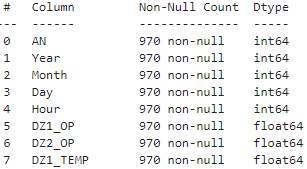 #   Column     Non-Null Count  Dtype
---  ------     --------------  -----
 0   AN         970 non-null    int64
 1   Year       970 non-null    int64
 2   Month      970 non-null    int64
 3   Day        970 non-null    int64
 4   Hour       970 non-null    int64
 5   DZ1_OP     970 non-null    float64
 6   DZ2_OP     970 non-null    float64
 7   DZ1_TEMP   970 non-null    float64